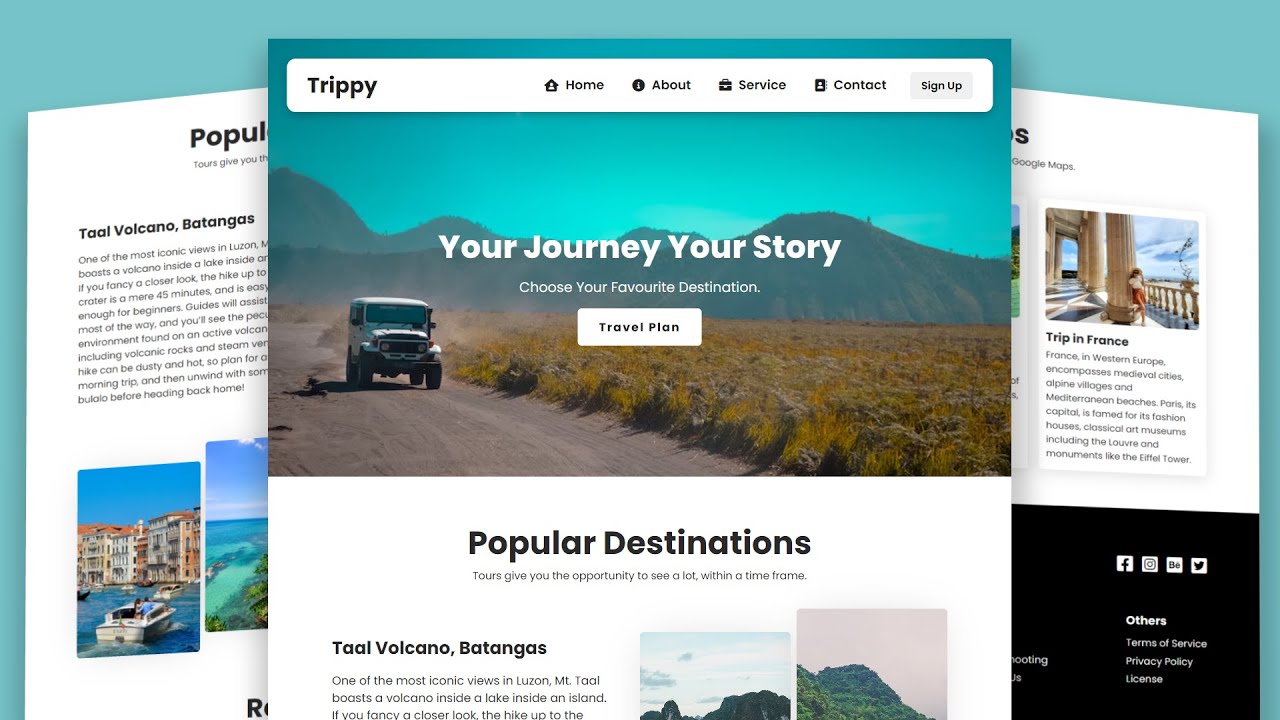 Trippy
Home
About
Service
Contact
Sign Up
Your Journey Your Story
Choose Your Favourite Destination.
Travel Plan
Popular Destinations
Tours give you the opportunity to see a lot, within a time frame.
Taal Volcano, Batangas
One of the most iconic views in Luzon, Mt. Taal
boasts a volcano inside a lake inside an island.
If you fancy a closer look, the hike up to the
Tours give you th
Taal Volcano, Batangas
One of the most iconic views in Luzon, M
boasts a volcano inside a lake inside an
If you fancy a closer look, the hike up to
crater is a mere 45 minutes, and is easy
enough for beginners. Guides will assist
most of the way, and you'll see the pecu
environment found on an active volcan
including volcanic rocks and steam ven
hike can be dusty and hot, so plan for a
morning trip, and then unwind with som
bulalo before heading back home!
Google Maps.
Trip in France
France, in Western Europe,
encompasses medieval cities,
alpine villages and
Mediterranean beaches. Paris, its
capital, is famed for its fashion
houses, classical art museums
including the Louvre and
monuments like the Eiffel Tower.
of
Others
Terms of Service
Privacy Policy
License
hooting
Us